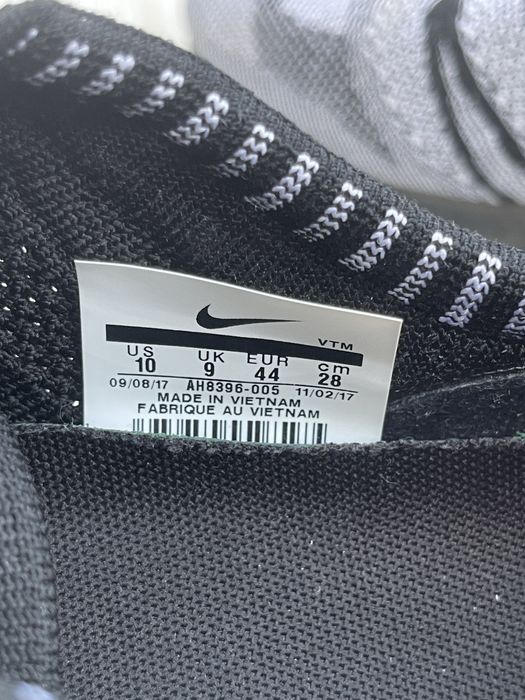 VTM
US UK EUR cm
10 9 44 28
09/08/17 AH8396-005 11/02/17
MADE IN VIETNAM
FABRIQUE AU VIETNAM